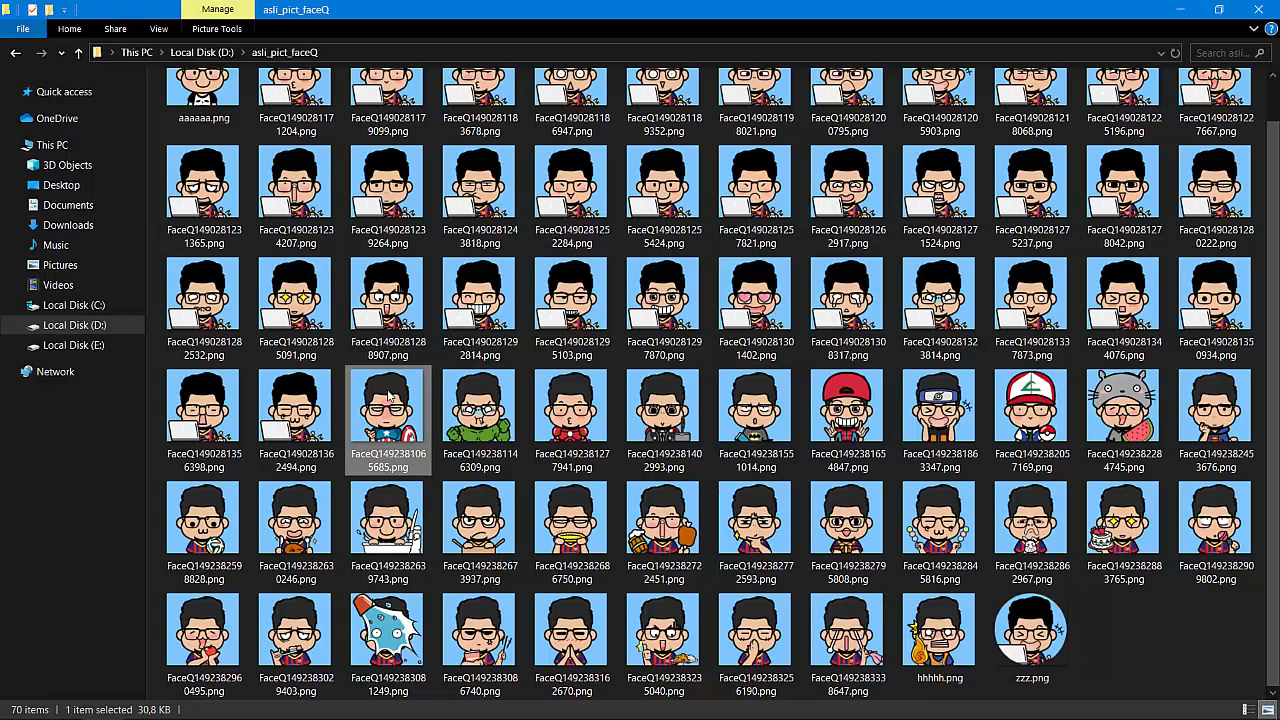 Manage
asli_pict_faceQ
File
Home
Share
View
Picture Tools
This PC
Local Disk (D:)
asli_pict_faceQ
Search asli...
Quick access
OneDrive
This PC
3D Objects
Desktop
Documents
Downloads
Music
Pictures
Videos
Local Disk (C:)
Local Disk (D:)
Local Disk (E:)
Network
aaaaaa.png
FaceQ149028117
1204.png
FaceQ149028117
9099.png
FaceQ149028118
3678.png
FaceQ149028118
6947.png
FaceQ149028118
9352.png
FaceQ149028119
8021.png
FaceQ149028120
0795.png
FaceQ149028120
5903.png
FaceQ149028121
8068.png
FaceQ149028122
5196.png
FaceQ149028122
7667.png
FaceQ149028123
1365.png
FaceQ149028123
4207.png
FaceQ149028123
9264.png
FaceQ149028124
3818.png
FaceQ149028125
2284.png
FaceQ149028125
5424.png
FaceQ149028125
7821.png
FaceQ149028126
2917.png
FaceQ149028127
1524.png
FaceQ149028127
5237.png
FaceQ149028127
8042.png
FaceQ149028128
0222.png
FaceQ149028128
2532.png
FaceQ149028128
5091.png
FaceQ149028128
8907.png
FaceQ149028129
2814.png
FaceQ149028129
5103.png
FaceQ149028129
7870.png
FaceQ149028130
1402.png
FaceQ149028130
8317.png
FaceQ149028132
3814.png
FaceQ149028133
7873.png
FaceQ149028134
4076.png
FaceQ149028135
0934.png
FaceQ149028135
6398.png
FaceQ149028136
2494.png
FaceQ149238106
5685.png
FaceQ149238114
6309.png
FaceQ149238127
7941.png
FaceQ149238140
2993.png
FaceQ149238155
1014.png
FaceQ149238165
4847.png
FaceQ149238186
3347.png
FaceQ149238205
7169.png
FaceQ149238228
4745.png
FaceQ149238245
3676.png
FaceQ149238259
8828.png
FaceQ149238263
0246.png
FaceQ149238263
9743.png
FaceQ149238267
3937.png
FaceQ149238268
6750.png
FaceQ149238272
2451.png
FaceQ149238277
2593.png
FaceQ149238279
5808.png
FaceQ149238284
5816.png
FaceQ149238286
2967.png
FaceQ149238288
3765.png
FaceQ149238290
9802.png
FaceQ149238296
0495.png
FaceQ149238302
9403.png
FaceQ149238308
1249.png
FaceQ149238308
6740.png
FaceQ149238316
2670.png
FaceQ149238323
5040.png
FaceQ149238325
6190.png
FaceQ149238333
8647.png
hhhhh.png
zzz.png
70 items
1 item selected 30,8 KB